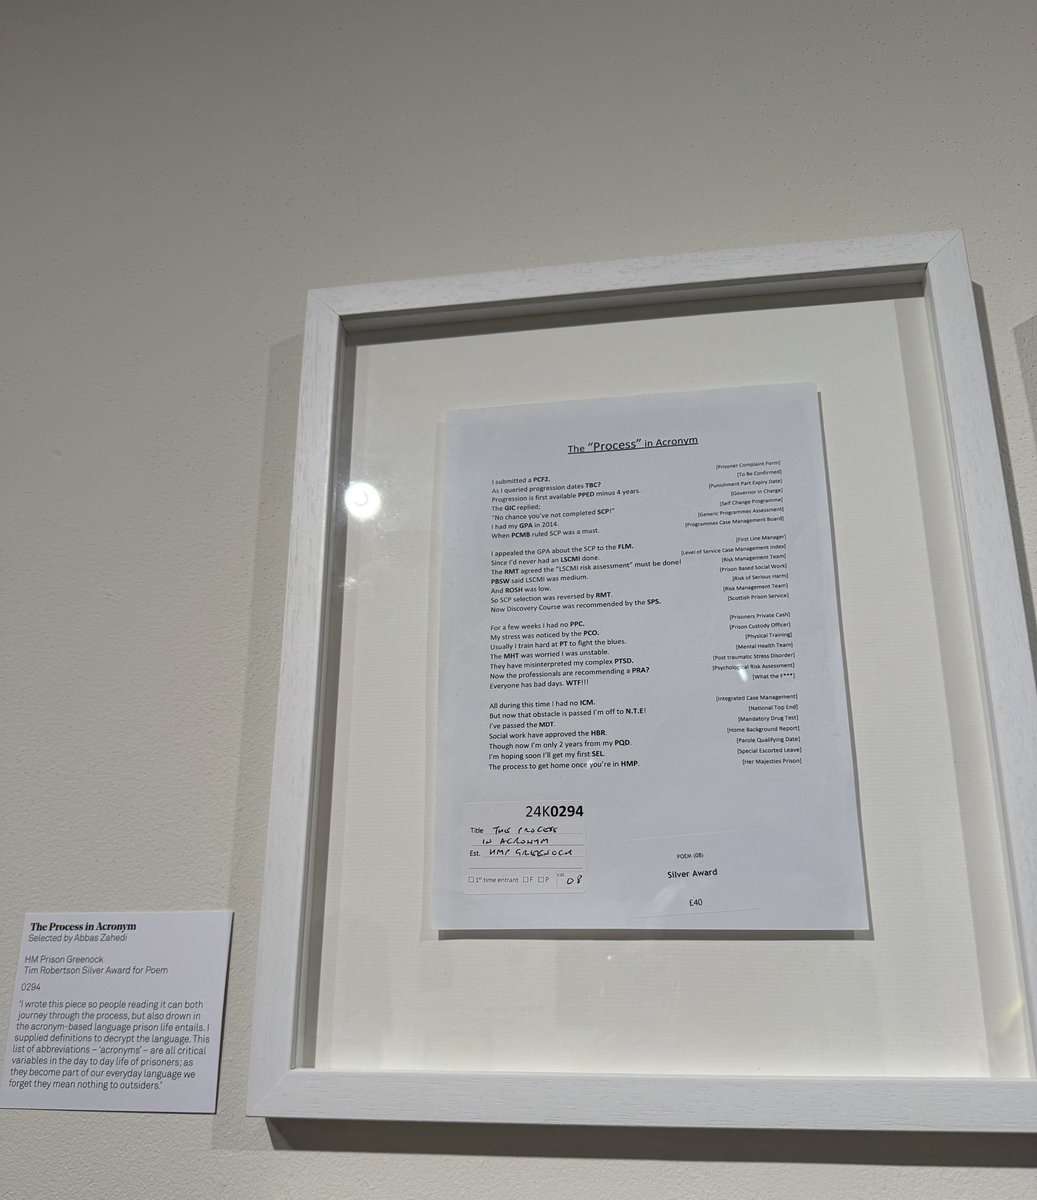 The "Process" in Acronym
I submitted a PCF2. [Prisoner Complaint Form]
As I queried progression dates TBC? [To Be Confirmed]
Progression is first available PPED minus 4 years. [Punishment Part Expiry Date]
The GIC replied; [Governor in Charge]
"No chance you've not completed SCP!" [Self Change Programme]
I had my GPA in 2014. [Generic Programmes Assessment]
When PCMB ruled SCP was a must. [Programmes Case Management Board]
I appealed the GPA about the SCP to the FLM. [First Line Manager]
Since I'd never had an LSCMI done. [Level of Service Case Management Index]
The RMT agreed the "LSCMI risk assessment" must be done! [Risk Management Team]
PBSW said LSCMI was medium. [Prison Based Social Work]
And ROSH was low. [Risk of Serious Harm]
So SCP selection was reversed by RMT. [Risk Management Team]
Now Discovery Course was recommended by the SPS. [Scottish Prison Service]
For a few weeks I had no PPC. [Prisoners Private Cash]
My stress was noticed by the PCO. [Prison Custody Officer]
Usually I train hard at PT to fight the blues. [Physical Training]
The MHT was worried I was unstable. [Mental Health Team]
They have misinterpreted my complex PTSD. [Post traumatic Stress Disorder]
Now the professionals are recommending a PRA? [Psychological Risk Assessment]
Everyone has bad days. WTF!!! [What the F***]
All during this time I had no ICM. [Integrated Case Management]
But now that obstacle is passed I'm off to N.T.E! [National Top End]
I've passed the MDT. [Mandatory Drug Test]
Social work have approved the HBR. [Home Background Report]
Though now I'm only 2 years from my PQD. [Parole Qualifying Date]
I'm hoping soon I'll get my first SEL. [Special Escorted Leave]
The process to get home once you're in HMP. [Her Majesties Prison]
24K0294
Title THE PROCESS
IN ACRONYM
Est. HMP GREENOCK
1st time entrant F P cat 08
POEM (08)
Silver Award
£40
The Process in Acronym
Selected by Abbas Zahedi
HM Prison Greenock
Tim Robertson Silver Award for Poem
0294
'I wrote this piece so people reading it can both
journey through the process, but also drown in
the acronym-based language prison life entails. I
supplied definitions to decrypt the language. This
list of abbreviations – 'acronyms' – are all critical
variables in the day to day life of prisoners; as
they become part of our everyday language we
forget they mean nothing to outsiders.'